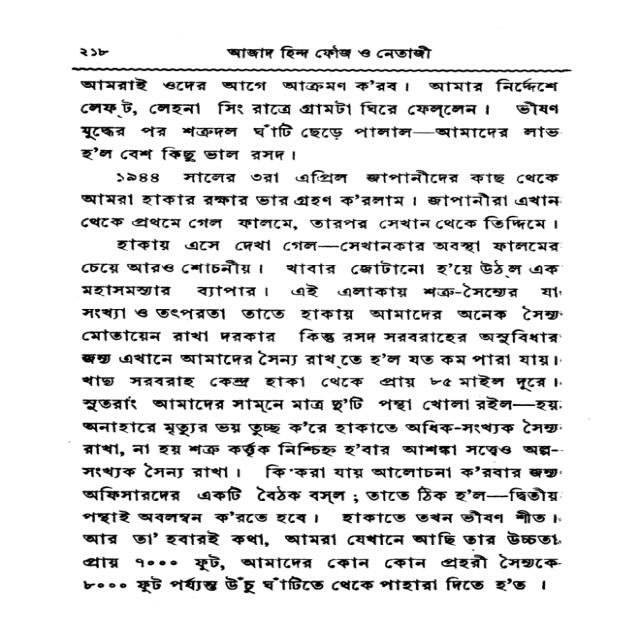 ২১৮ আজাদ হিন্দ ফৌজ ও নেতাজী
আমরাই ওদের আগে আক্রমণ ক'রব। আমার নির্দ্দেশে
লেফ্‌ট, লেহনা সিং রাত্রে গ্রামটা ঘিরে ফেল্‌লেন। ভীষণ
যুদ্ধের পর শত্রুদল ঘাঁটি ছেড়ে পালাল—আমাদের লাভ
হ'ল বেশ কিছু ভাল রসদ।
১৯৪৪ সালের ৩রা এপ্রিল জাপানীদের কাছ থেকে
আমরা হাকার রক্ষার ভার গ্রহণ ক'রলাম। জাপানীরা এখান
থেকে প্রথমে গেল ফালমে, তারপর সেখান থেকে তিদ্দিমে।
হাকায় এসে দেখা গেল—সেখানকার অবস্থা ফালমের
চেয়ে আরও শোচনীয়। খাবার জোটানো হ'য়ে উঠ্‌ল এক
মহাসমস্যার ব্যাপার। এই এলাকায় শত্রু-সৈন্যের যা
সংখ্যা ও তৎপরতা তাতে হাকায় আমাদের অনেক সৈন্য
মোতায়েন রাখা দরকার কিন্তু রসদ সরবরাহের অসুবিধার
জন্য এখানে আমাদের সৈন্য রাখ্‌তে হ'ল যত কম পারা যায়।
খাদ্য সরবরাহ কেন্দ্র হাকা থেকে প্রায় ৮৫ মাইল দূরে।
সুতরাং আমাদের সাম্‌নে মাত্র দু'টি পন্থা খোলা রইল—হয়
অনাহারে মৃত্যুর ভয় তুচ্ছ ক'রে হাকাতে অধিক-সংখ্যক সৈন্য
রাখা, না হয় শত্রু কর্ত্তৃক নিশ্চিহ্ন হ'বার আশঙ্কা সত্ত্বেও অল্প-
সংখ্যক সৈন্য রাখা। কি করা যায় আলোচনা ক'রবার জন্য
অফিসারদের একটি বৈঠক বস্‌ল; তাতে ঠিক হ'ল—দ্বিতীয়
পন্থাই অবলম্বন ক'রতে হবে। হাকাতে তখন ভীষণ শীত।
আর তা' হবারই কথা, আমরা যেখানে আছি তার উচ্চতা
প্রায় ৭০০০ ফুট, আমাদের কোন কোন প্রহরী সৈন্যকে
৮০০০ ফুট পর্য্যন্ত উঁচু ঘাঁটিতে থেকে পাহারা দিতে হ'ত ।